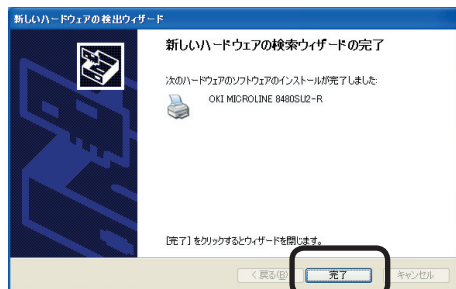 新しいハードウェアの検出ウィザード
新しいハードウェアの検索ウィザードの完了
次のハードウェアのソフトウェアのインストールが完了しました:
OKI MICROLINE 8480SU2-R
[完了] をクリックするとウィザードを閉じます。
< 戻る(B) 完了 キャンセル